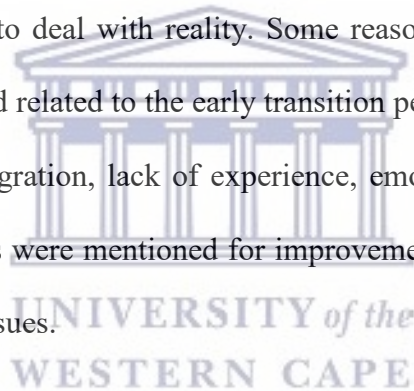 to deal with reality. Some reaso
d related to the early transition pe
gration, lack of experience, emo
s were mentioned for improveme
sues.
UNIVERSITY of the
WESTERN CAPE